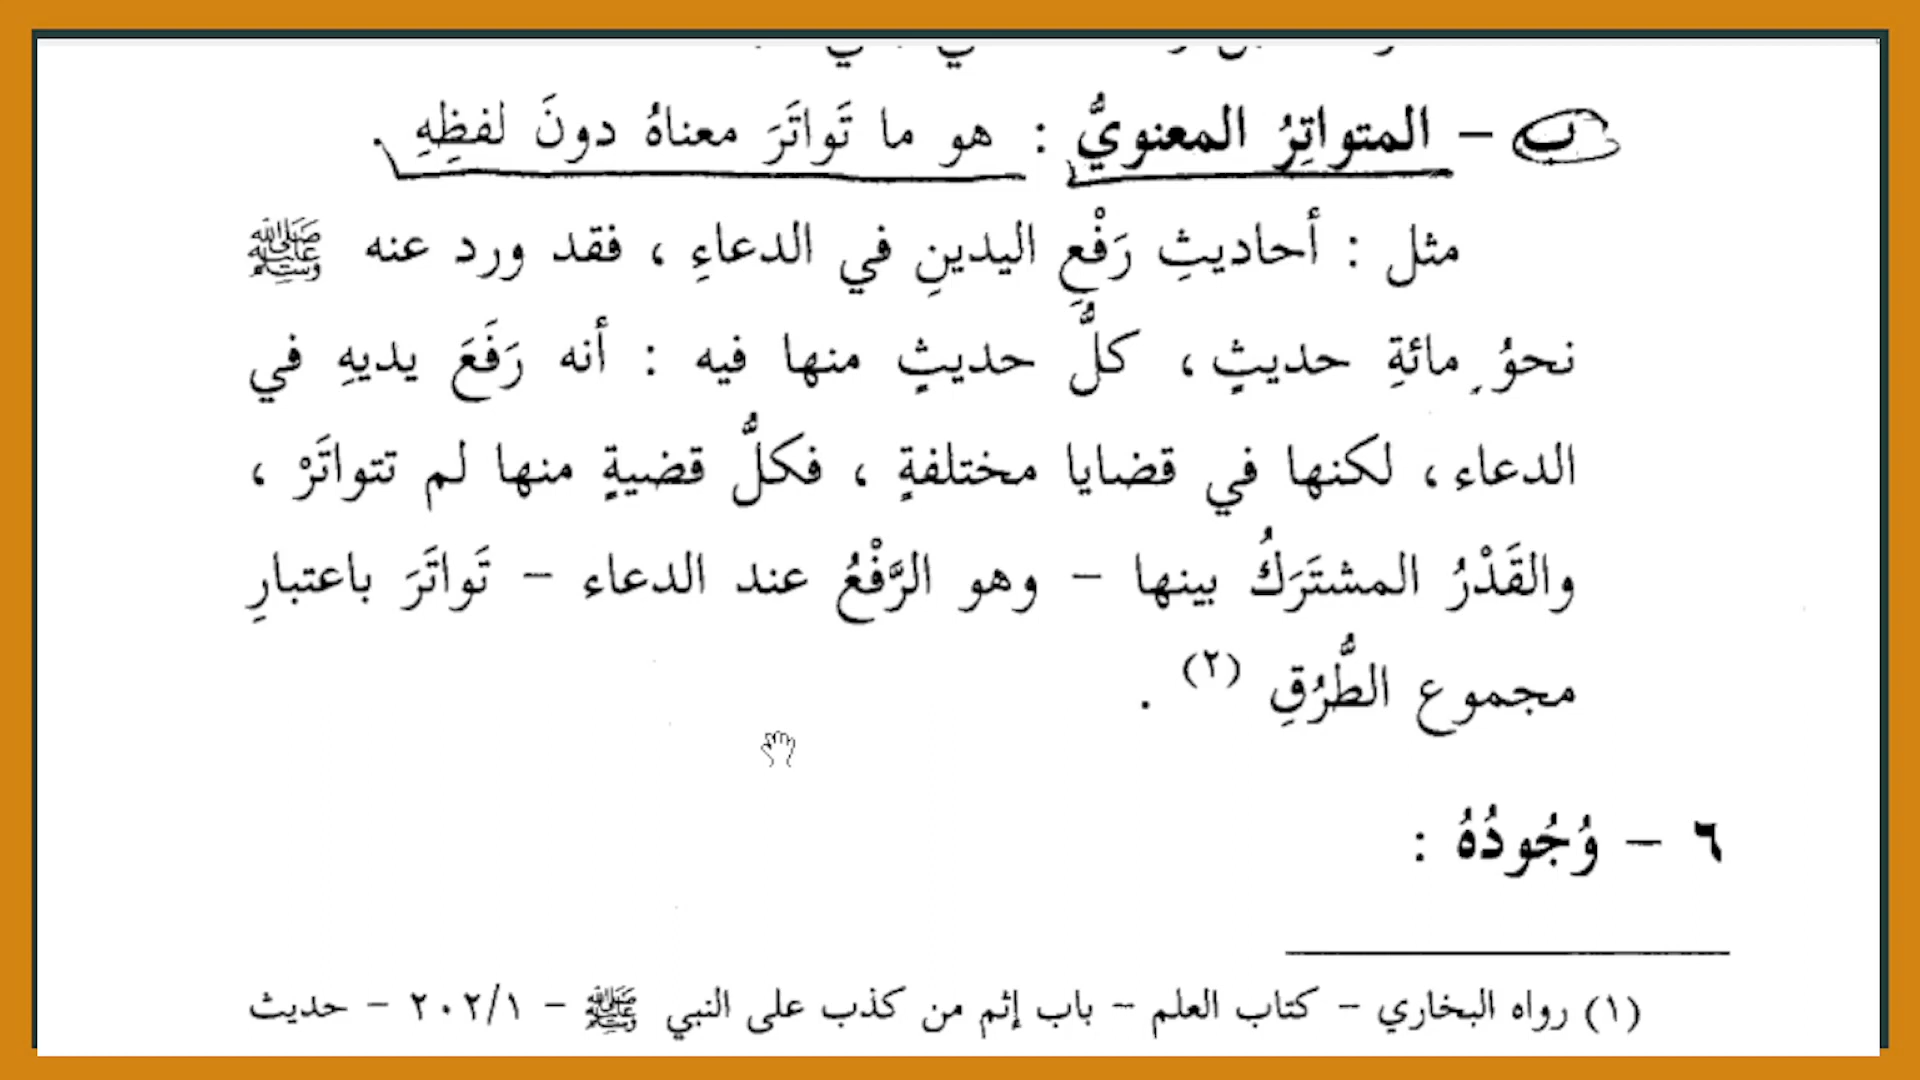 ب – المتواتِرُ المعنويُّ : هو ما تَواتَرَ معناهُ دونَ لفظِهِ .
مثل : أحاديثِ رَفْعِ اليدينِ في الدعاءِ ، فقد ورد عنه ﷺ
نحوُ مائةِ حديثٍ ، كلُّ حديثٍ منها فيه : أنه رَفَعَ يديهِ في
الدعاء ، لكنها في قضايا مختلفةٍ ، فكلُّ قضيةٍ منها لم تتواتَرْ ،
والقَدْرُ المشتَرَكُ بينها – وهو الرَّفْعُ عند الدعاء – تَواتَرَ باعتبارِ
مجموع الطُّرُقِ (٢) .
٦ – وُجُودُهُ :
(١) رواه البخاري – كتاب العلم – باب إثم من كذب على النبي ﷺ – ٢٠٢/١ – حديث